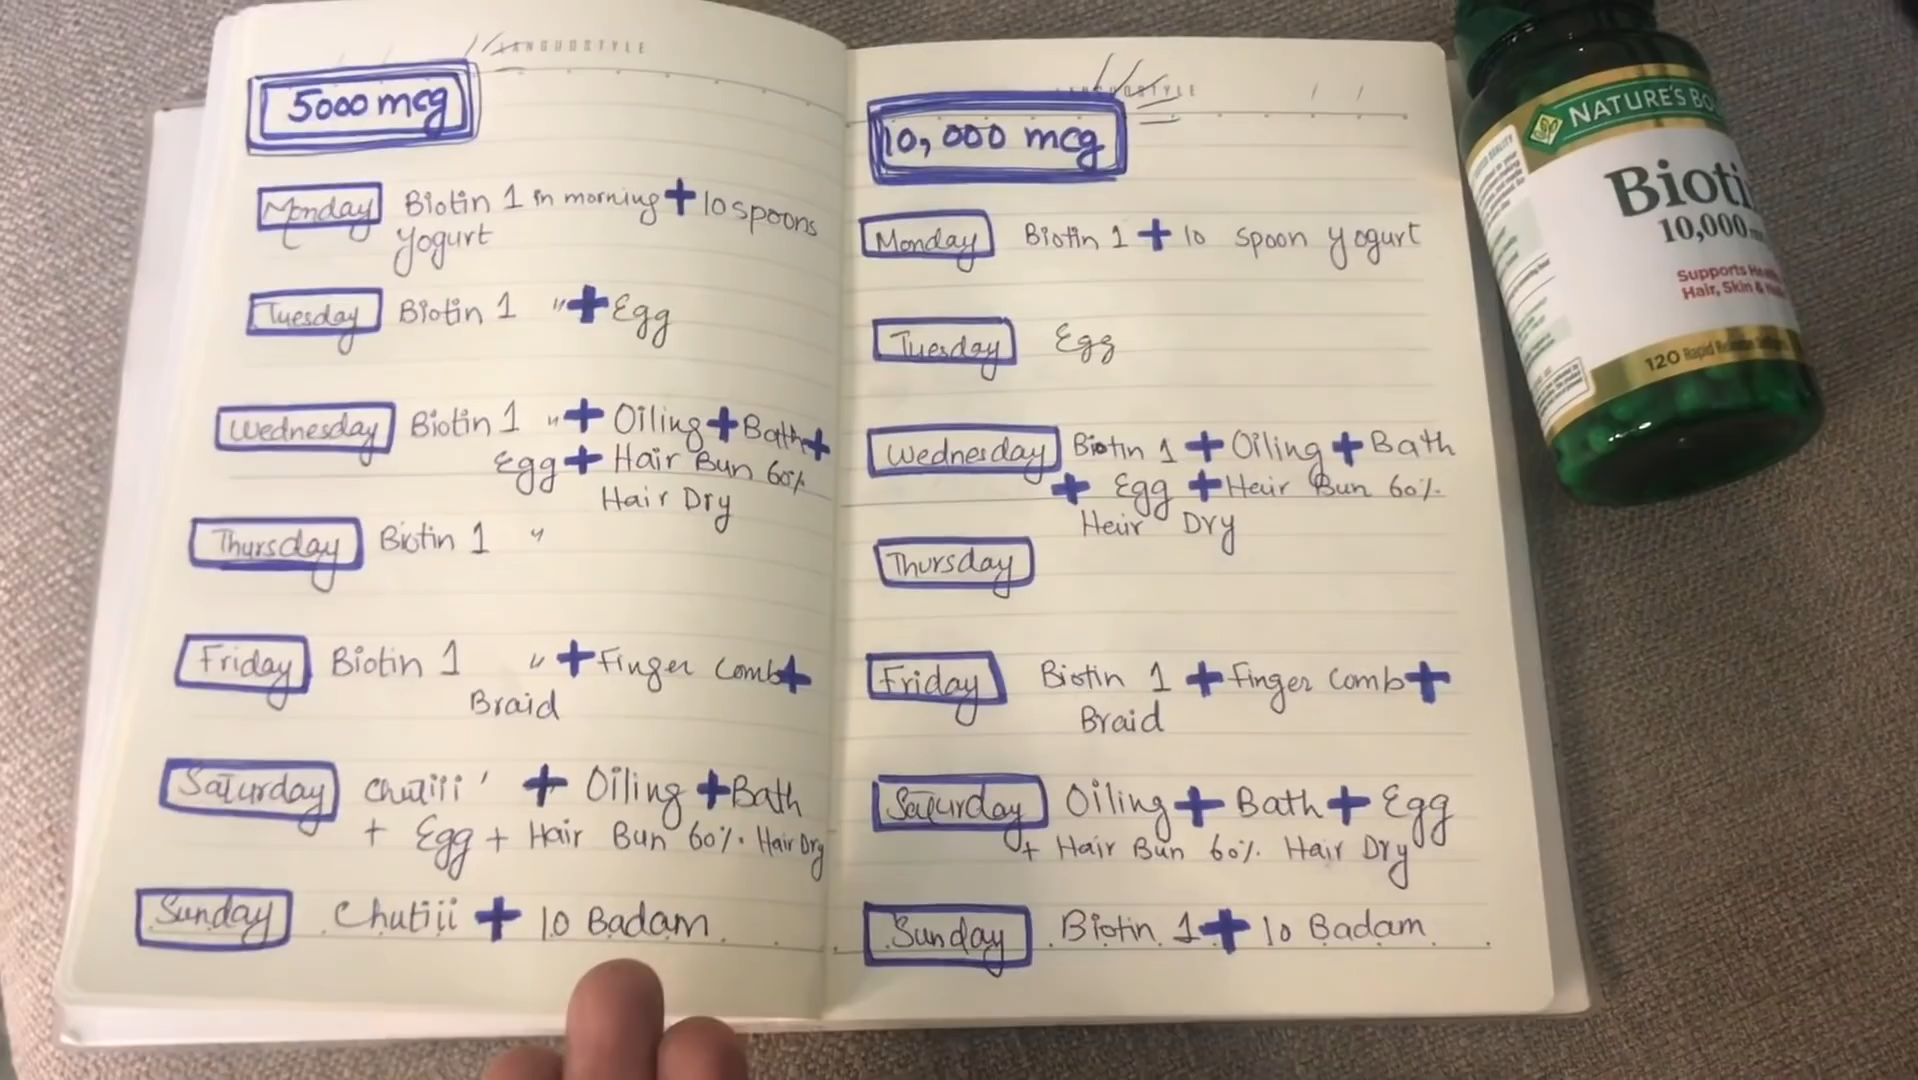 LANGUOSTYLE
5000 mcg
Monday Biotin 1 in morning + 10 spoons
Yogurt
Tuesday Biotin 1 " + Egg
Wednesday Biotin 1 " + Oiling + Bath +
Egg + Hair Bun 60%
Hair Dry
Thursday Biotin 1 "
Friday Biotin 1 " + Finger Comb +
Braid
Saturday Chutiii ' + Oiling + Bath
+ Egg + Hair Bun 60%. Hair Dry
Sunday Chutiii + 10 Badam
10,000 mcg
Monday Biotin 1 + 10 Spoon yogurt
Tuesday Egg
Wednesday Biotin 1 + Oiling + Bath
+ Egg + Heir Bun 60%.
Heir Dry
Thursday
Friday Biotin 1 + Finger Comb +
Braid
Saturday Oiling + Bath + Egg
+ Hair Bun 60%. Hair Dry
Sunday Biotin 1 + 10 Badam
NATURE'S BO
Bioti
10,000
Supports
Hair, Skin &
120 Rapid Release